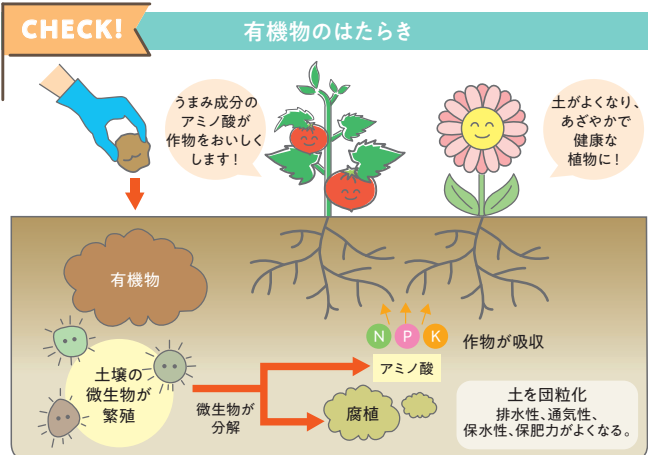 CHECK!
有機物のはたらき
うまみ成分の
アミノ酸が
作物をおいしく
します！
土がよくなり、
あざやかで
健康な
植物に！
有機物
土壌の
微生物が
繁殖
微生物が
分解
N P K
作物が吸収
アミノ酸
腐植
土を団粒化
排水性、通気性、
保水性、保肥力がよくなる。